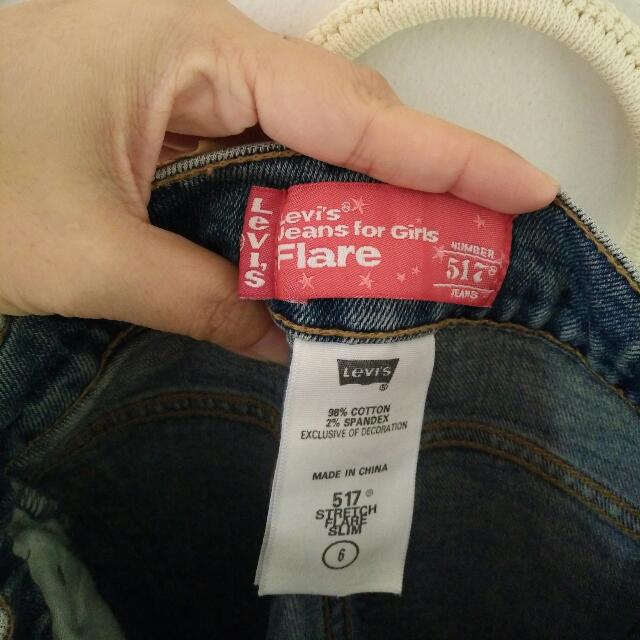 Levi's
Levi's®
Jeans for Girls
Flare
NUMBER
517®
JEANS
Levi's
®
98% COTTON
2% SPANDEX
EXCLUSIVE OF DECORATION
MADE IN CHINA
517®
STRETCH
FLARE
SLIM
6